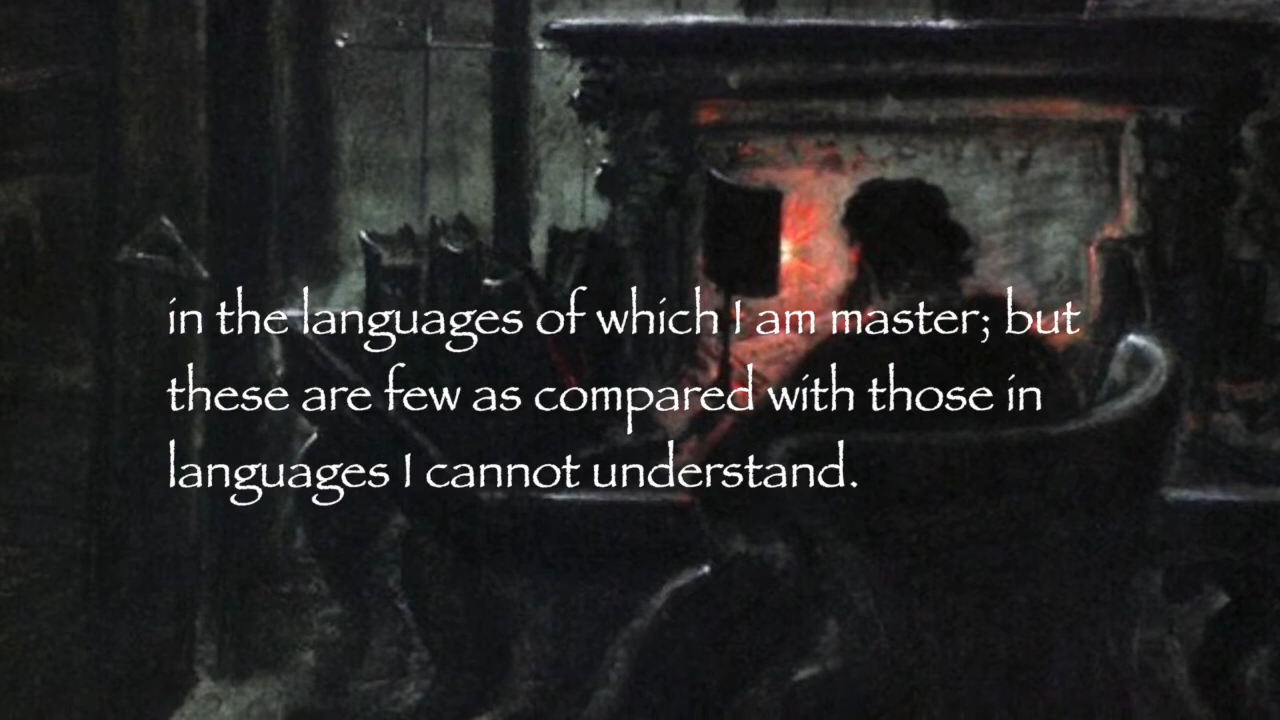 in the languages of which I am master; but
these are few as compared with those in
languages I cannot understand.